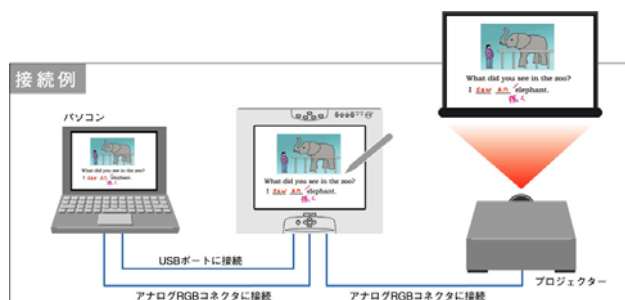 接続例
What did you see in the zoo?
I saw an elephant.
パソコン
What did you see in the zoo?
I saw an elephant.
What did you see in the zoo?
I saw an elephant.
USBポートに接続
アナログRGBコネクタに接続
アナログRGBコネクタに接続
プロジェクター